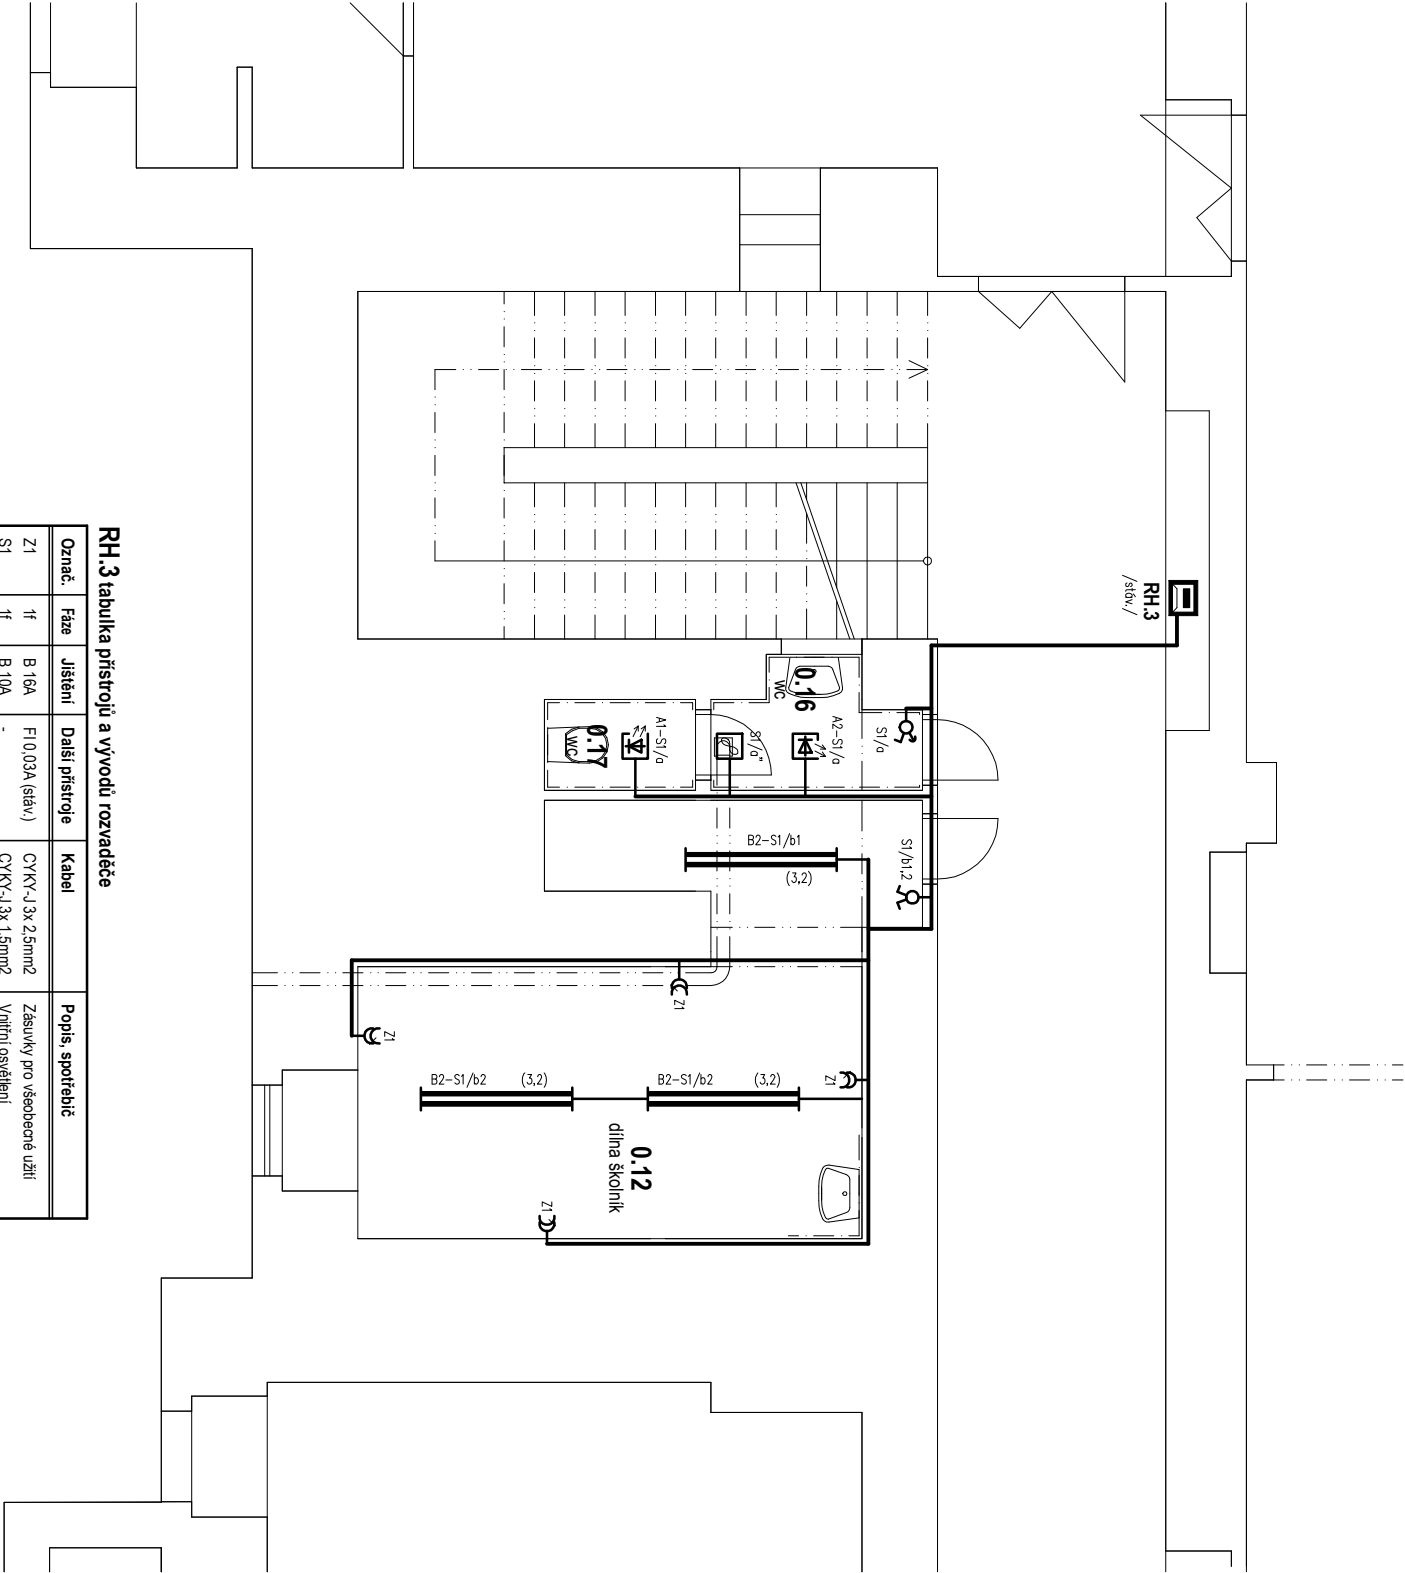 RH.3
/stáv./
S1/a
A2-S1/a
0.16
WC
S1/a"
A1-S1/a
0.17
WC
S1/b1,2
B2-S1/b1
(3,2)
Z1
Z1
Z1
B2-S1/b2 (3,2)
B2-S1/b2 (3,2)
0.12
dílna školník
Z1
RH.3 tabulka přístrojů a vývodů rozvaděče
Označ. Fáze Jištění Další přístroje Kabel Popis, spotřebič
Z1 1f B 16A FI 0,03A (stáv.) CYKY-J 3x 2,5mm2 Zásuvky pro všeobecné užití
S1 1f B 10A - CYKY-J 3x 1,5mm2 Vnitřní osvětlení